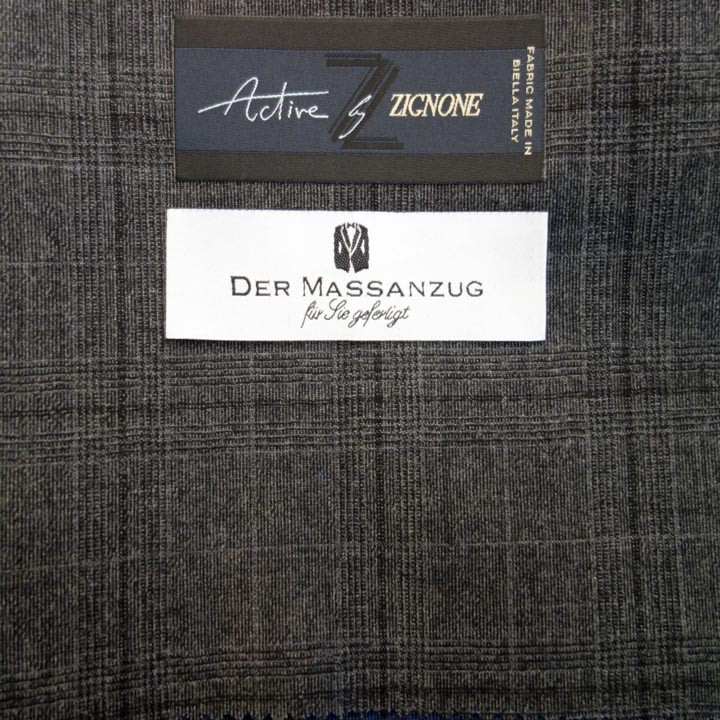 Active by ZIGNONE
FABRIC MADE IN
BIELLA ITALY
DER MASSANZUG
für Sie gefertigt